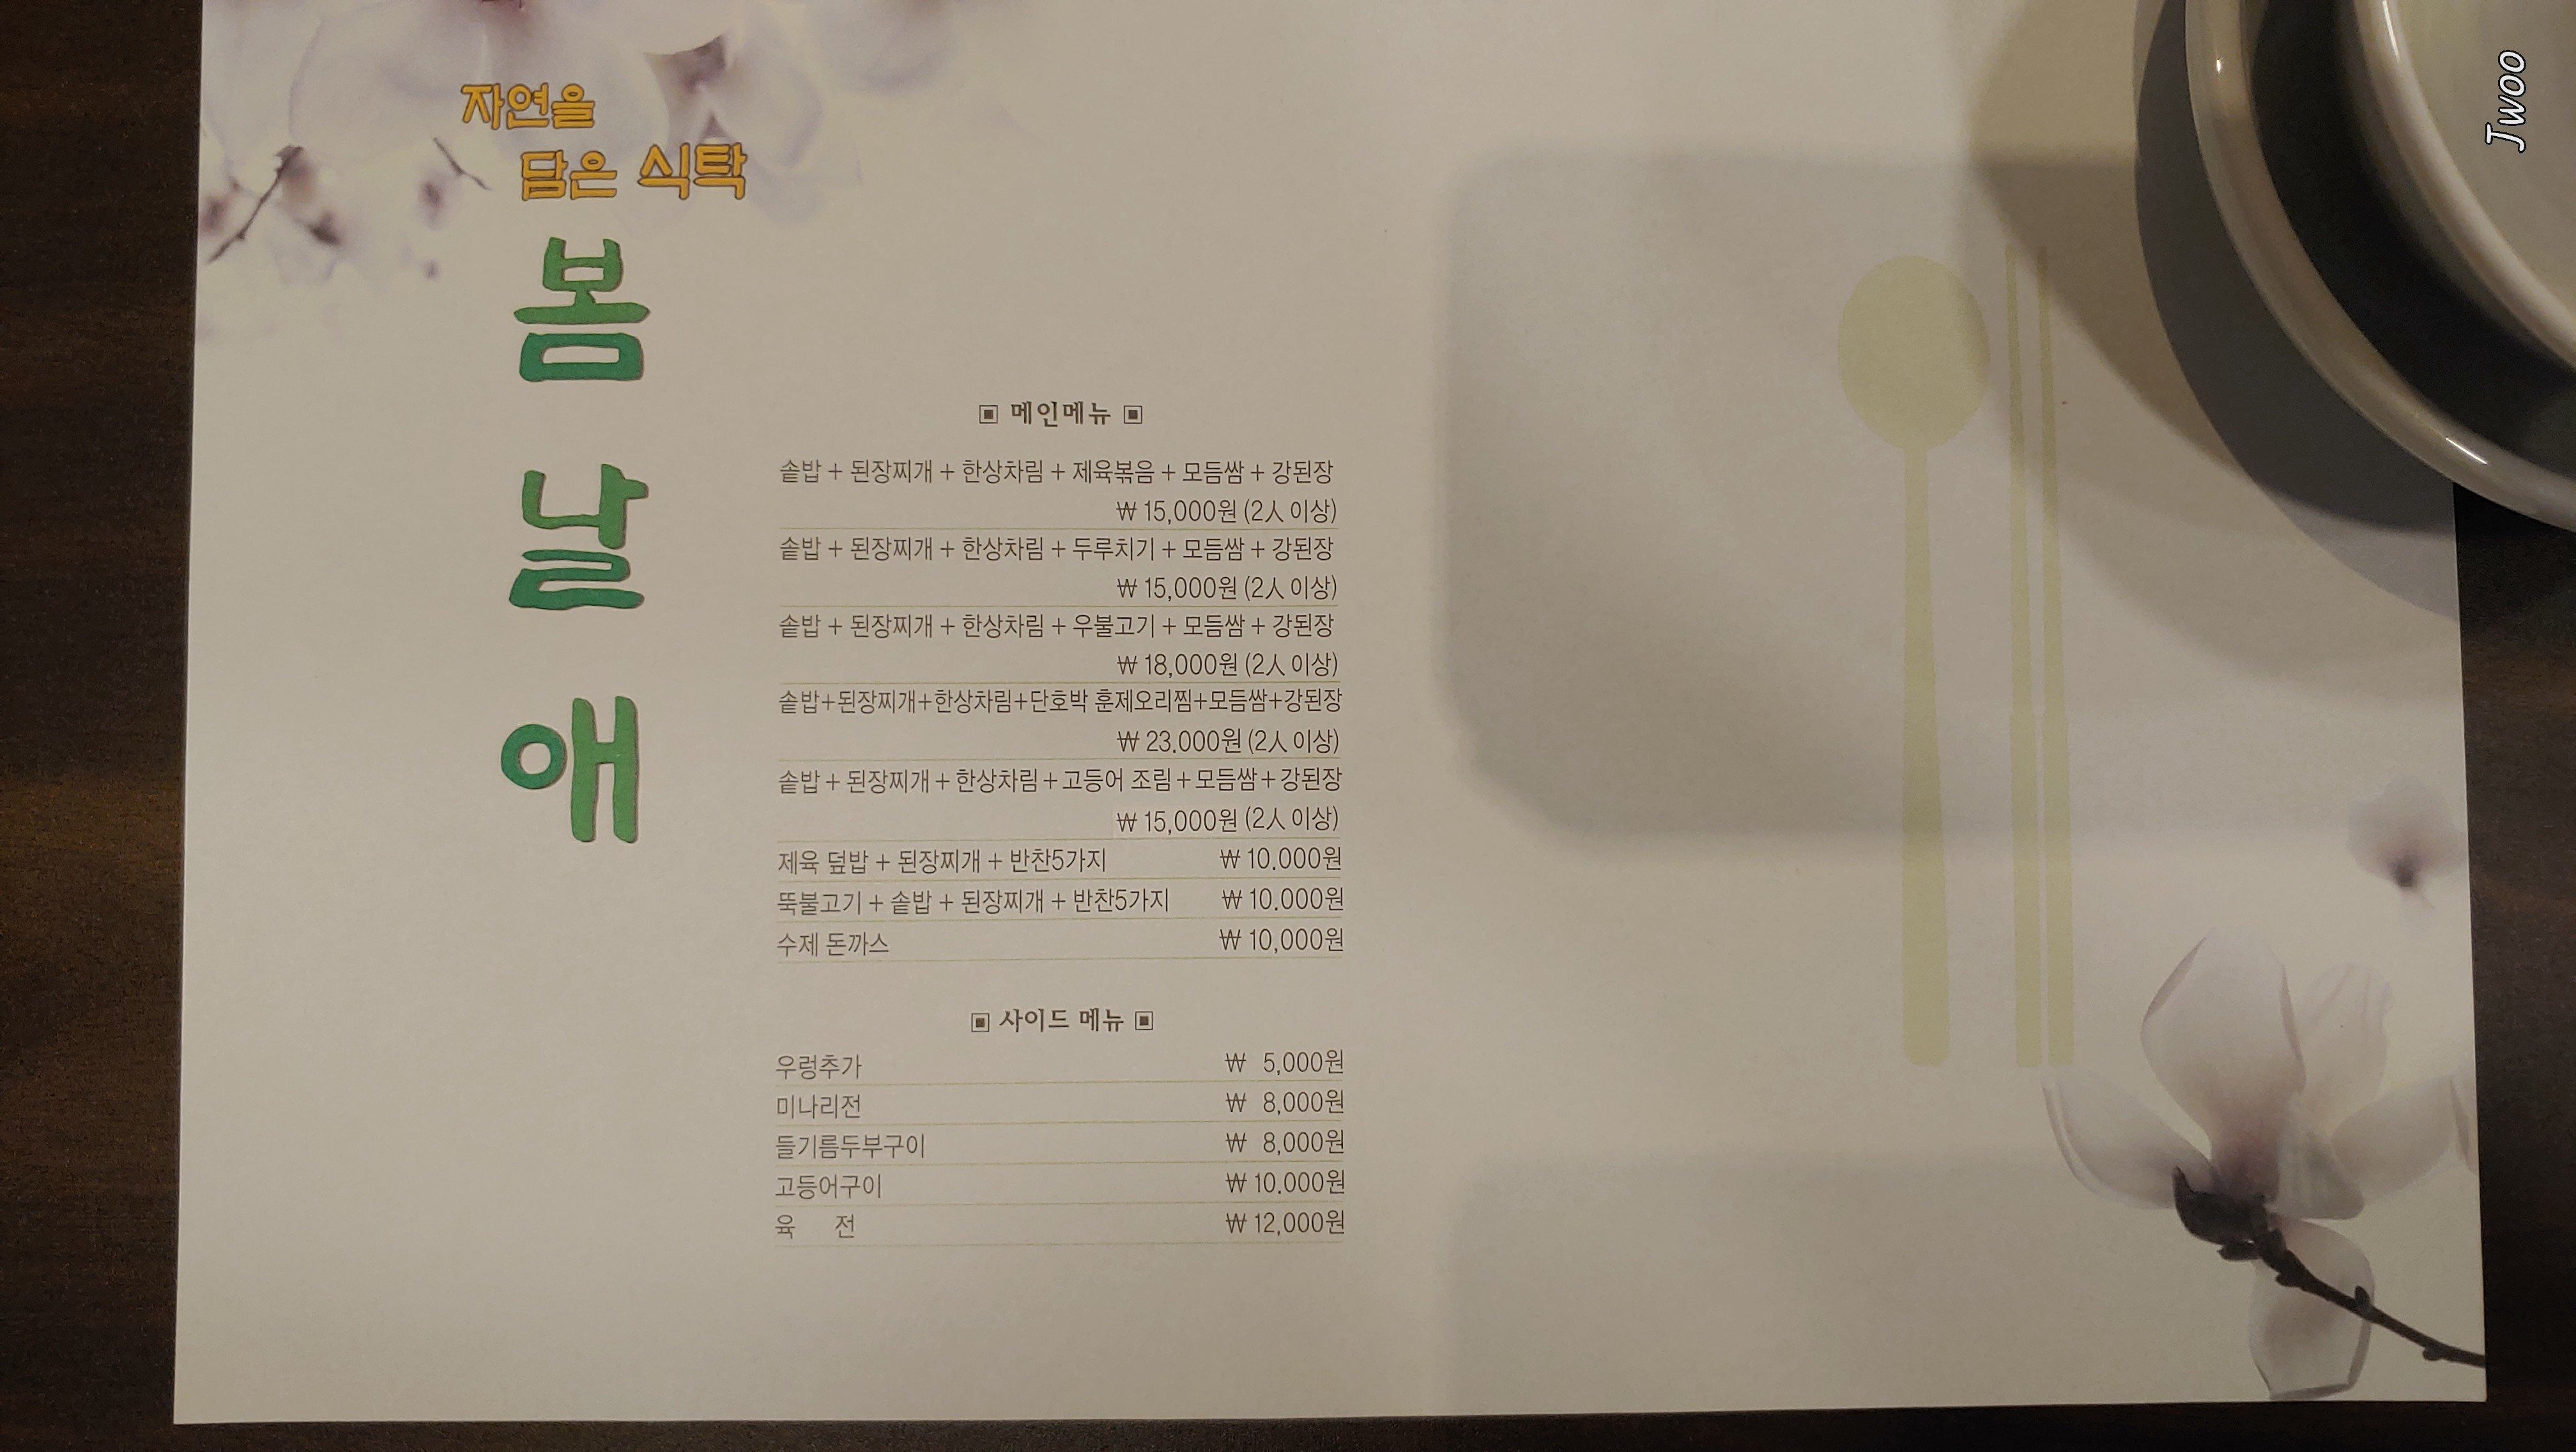 자연을
담은 식탁
봄
날
애
▣ 메인메뉴 ▣
솥밥 + 된장찌개 + 한상차림 + 제육볶음 + 모듬쌈 + 강된장
₩ 15,000원 (2人 이상)
솥밥 + 된장찌개 + 한상차림 + 두루치기 + 모듬쌈 + 강된장
₩ 15,000원 (2人 이상)
솥밥 + 된장찌개 + 한상차림 + 우불고기 + 모듬쌈 + 강된장
₩ 18,000원 (2人 이상)
솥밥+된장찌개+한상차림+단호박 훈제오리찜+모듬쌈+강된장
₩ 23.000원 (2人 이상)
솥밥 + 된장찌개 + 한상차림 + 고등어 조림 + 모듬쌈 + 강된장
₩ 15,000원 (2人 이상)
제육 덮밥 + 된장찌개 + 반찬5가지 ₩ 10.000원
뚝불고기 + 솥밥 + 된장찌개 + 반찬5가지 ₩ 10.000원
수제 돈까스 ₩ 10,000원
▣ 사이드 메뉴 ▣
우렁추가 ₩ 5,000원
미나리전 ₩ 8,000원
들기름두부구이 ₩ 8,000원
고등어구이 ₩ 10.000원
육 전 ₩ 12,000원
Jwoo